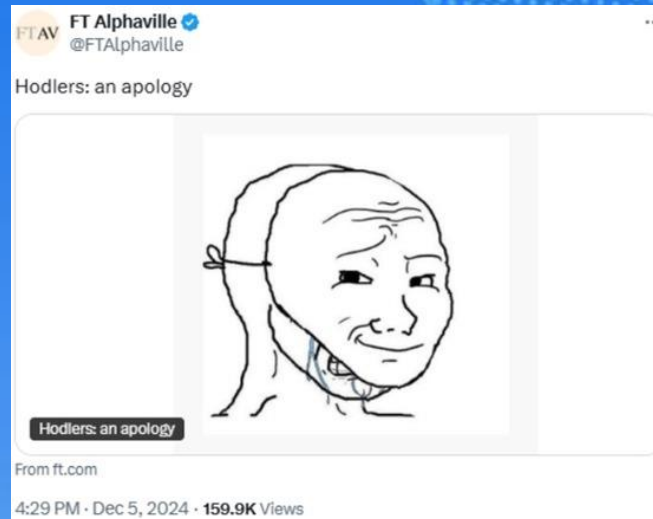 FTAV
FT Alphaville
@FTAlphaville
Hodlers: an apology
Hodlers: an apology
From ft.com
4:29 PM · Dec 5, 2024 · 159.9K Views